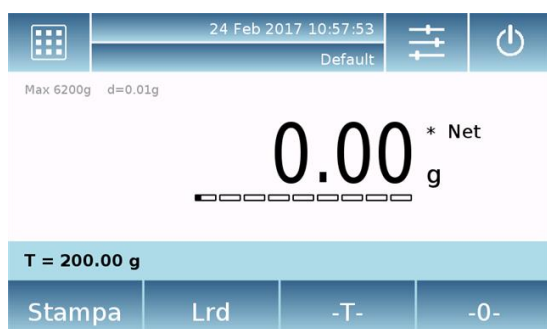 24 Feb 2017 10:57:53
Default
Max 6200g d=0.01g
0.00 * Net
g
T = 200.00 g
Stampa Lrd -T- -0-